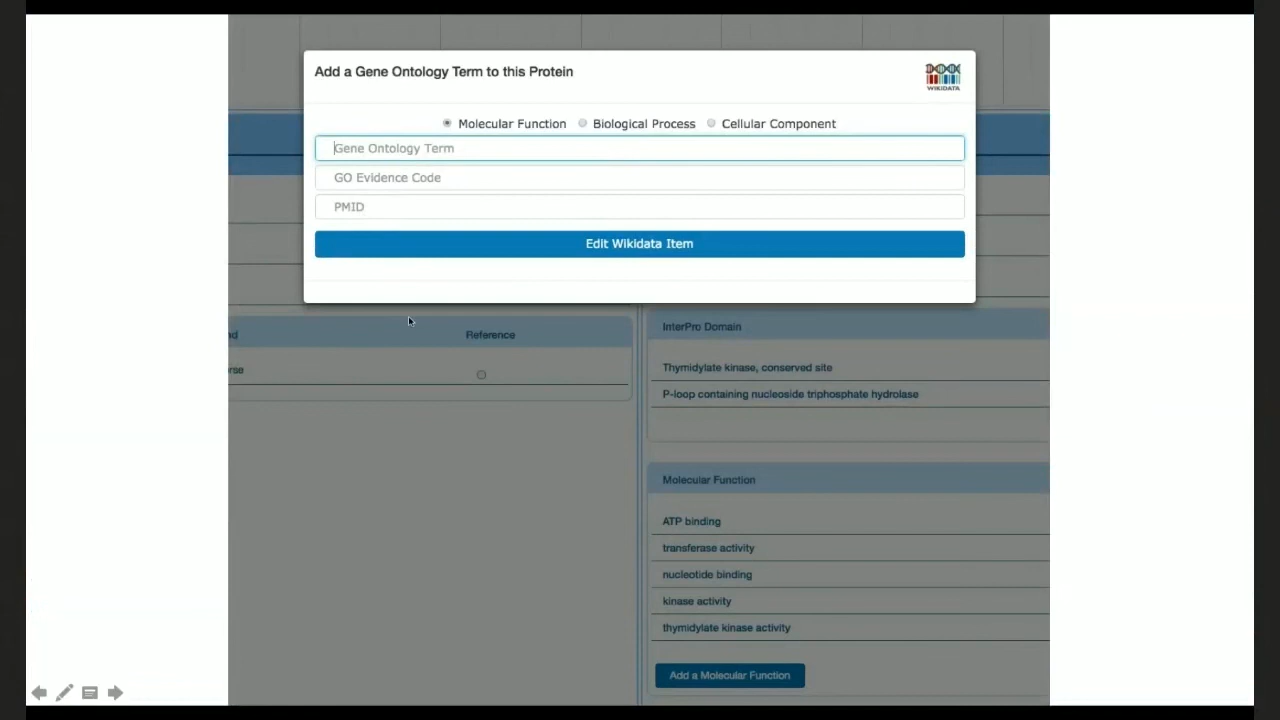 Add a Gene Ontology Term to this Protein
WIKIDATA
Molecular Function Biological Process Cellular Component
Gene Ontology Term
GO Evidence Code
PMID
Edit Wikidata Item
Reference
InterPro Domain
Thymidylate kinase, conserved site
P-loop containing nucleoside triphosphate hydrolase
Molecular Function
ATP binding
transferase activity
nucleotide binding
kinase activity
thymidylate kinase activity
Add a Molecular Function